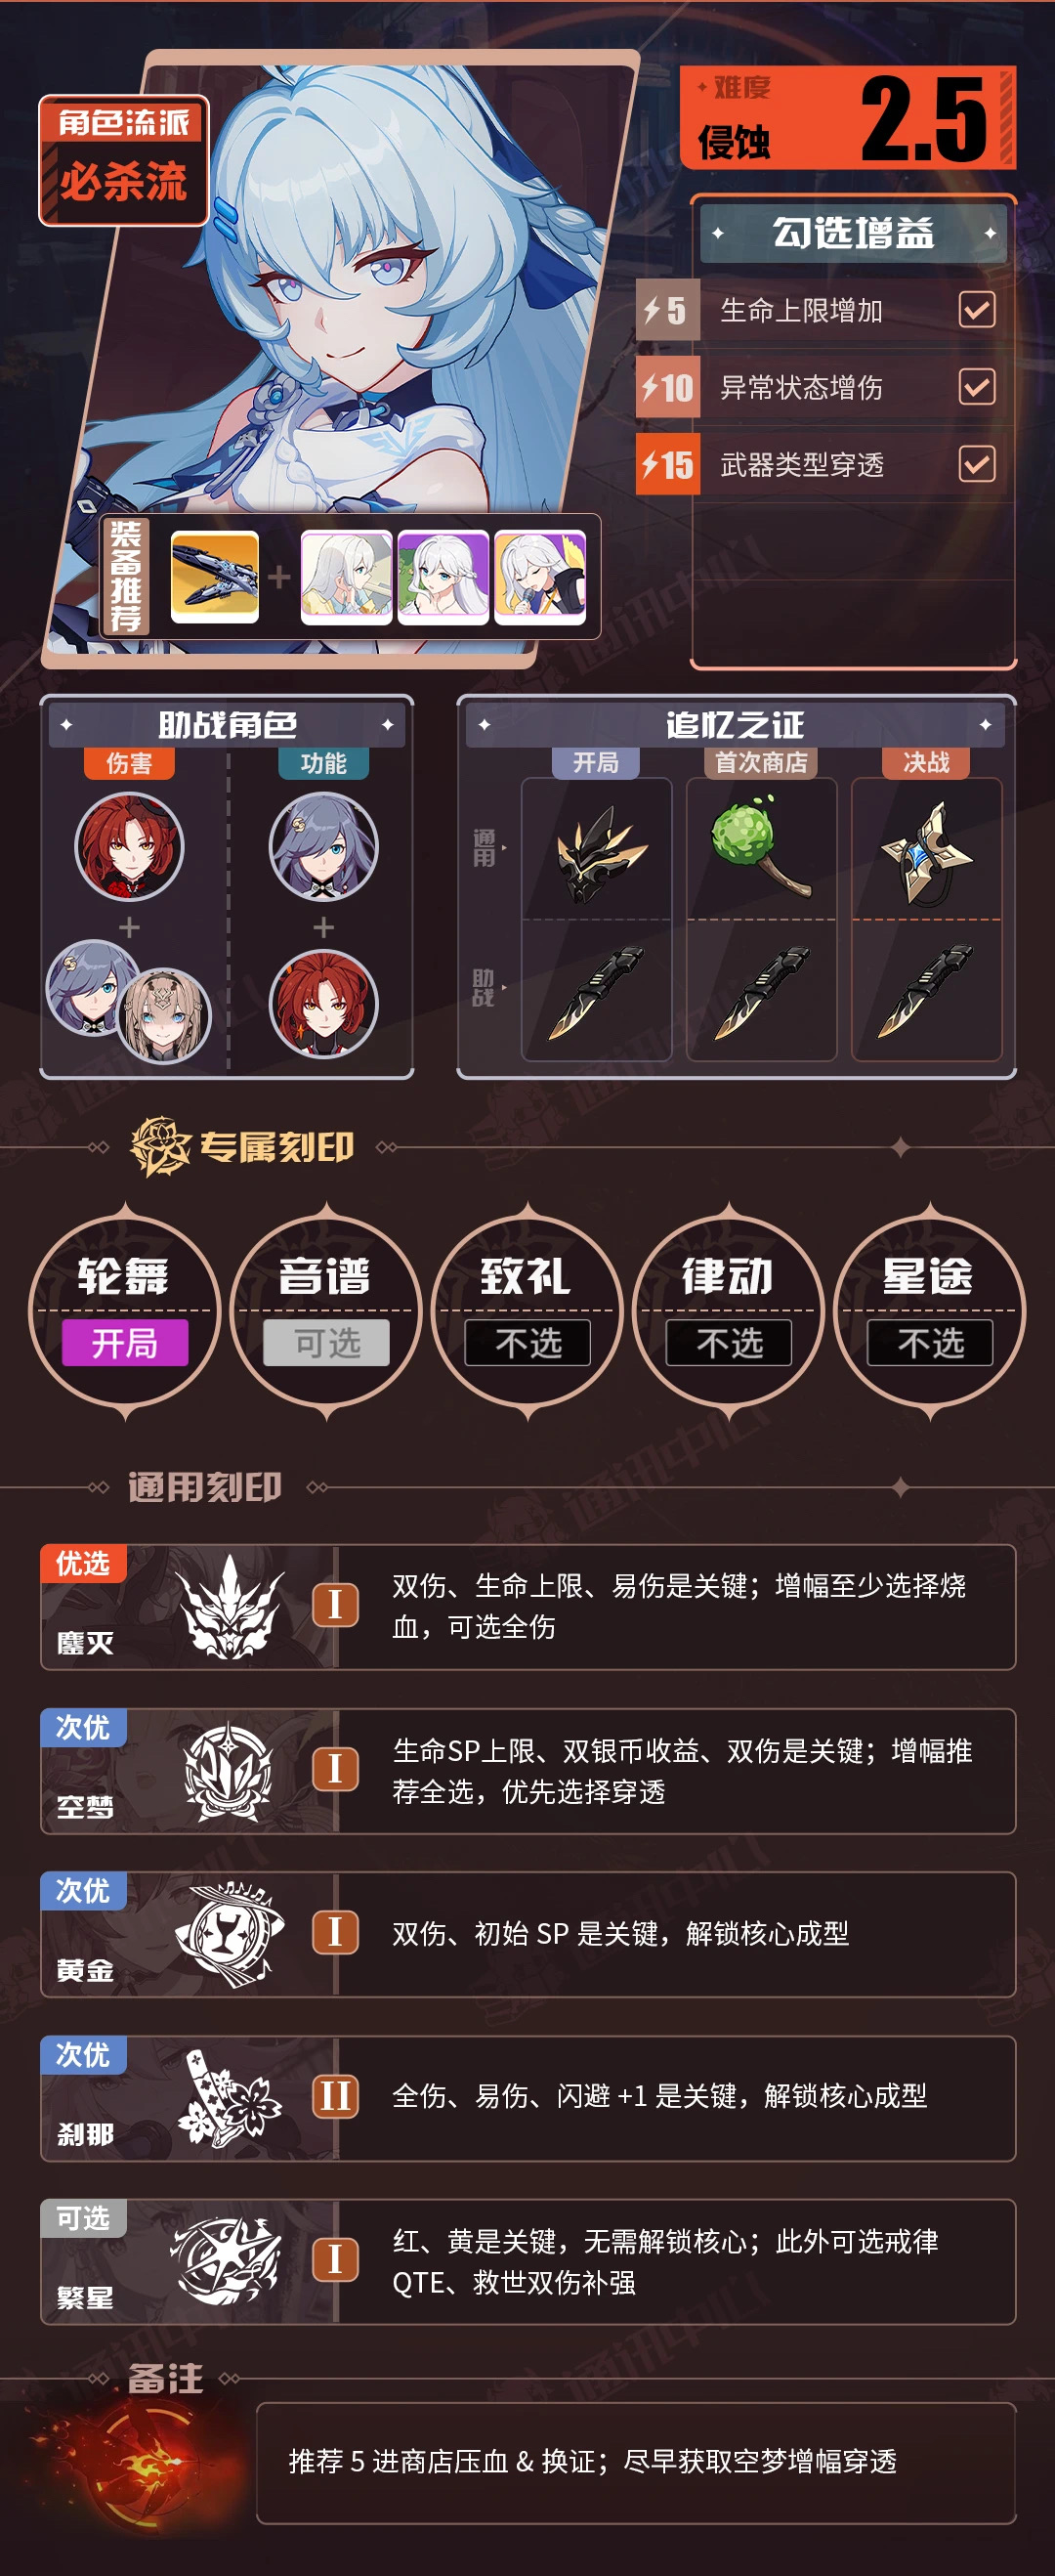 角色流派
必杀流
难度
侵蚀
2.5
勾选增益
5 生命上限增加
10 异常状态增伤
15 武器类型穿透
装备推荐
助战角色
伤害
功能
追忆之证
开局
首次商店
决战
通用
助战
专属刻印
轮舞
开局
音谱
可选
致礼
不选
律动
不选
星途
不选
通用刻印
优选
鏖灭
I
双伤、生命上限、易伤是关键；增幅至少选择烧
血，可选全伤
次优
空梦
I
生命SP上限、双银币收益、双伤是关键；增幅推
荐全选，优先选择穿透
次优
黄金
I
双伤、初始 SP 是关键，解锁核心成型
次优
刹那
II
全伤、易伤、闪避 +1 是关键，解锁核心成型
可选
繁星
I
红、黄是关键，无需解锁核心；此外可选戒律
QTE、救世双伤补强
备注
推荐 5 进商店压血 & 换证；尽早获取空梦增幅穿透
通讯中心